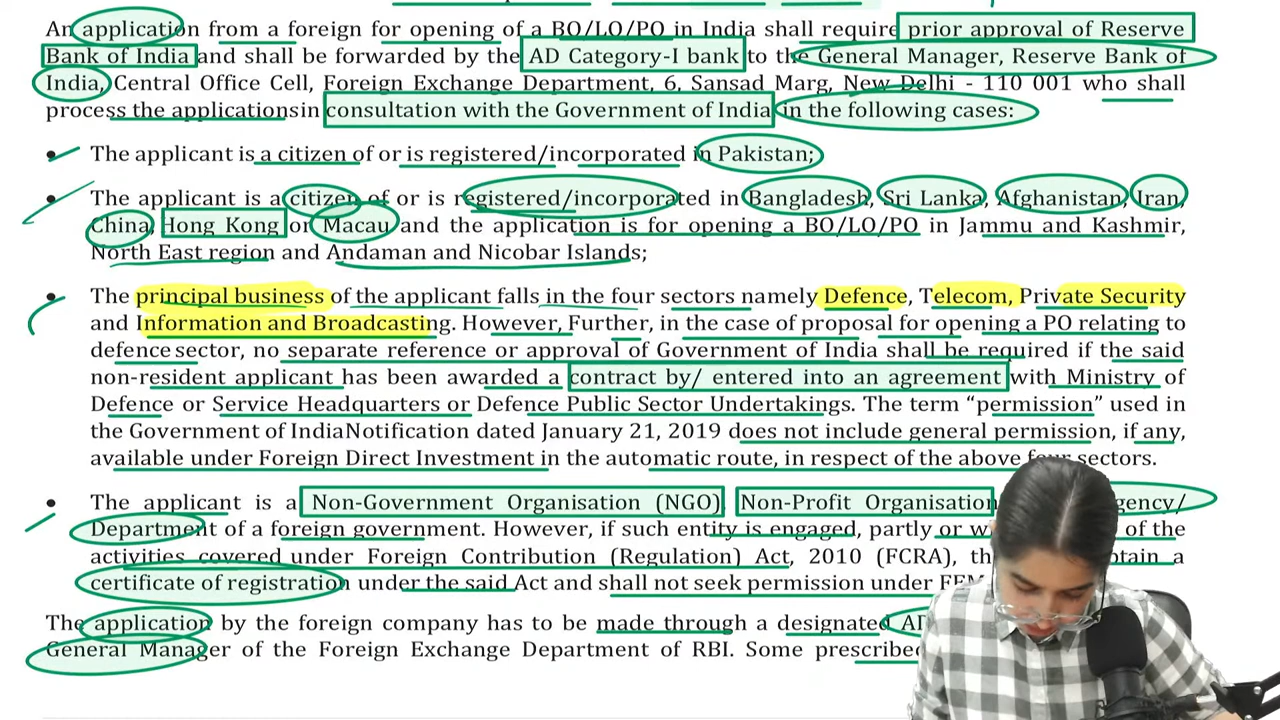 An application from a foreign for opening of a BO/LO/PO in India shall require prior approval of Reserve
Bank of India and shall be forwarded by the AD Category-I bank to the General Manager, Reserve Bank of
India, Central Office Cell, Foreign Exchange Department, 6, Sansad Marg, New Delhi - 110 001 who shall
process the applicationsin consultation with the Government of India in the following cases:
• The applicant is a citizen of or is registered/incorporated in Pakistan;
• The applicant is a citizen of or is registered/incorporated in Bangladesh, Sri Lanka, Afghanistan, Iran,
China, Hong Kong or Macau and the application is for opening a BO/LO/PO in Jammu and Kashmir,
North East region and Andaman and Nicobar Islands;
• The principal business of the applicant falls in the four sectors namely Defence, Telecom, Private Security
and Information and Broadcasting. However, Further, in the case of proposal for opening a PO relating to
defence sector, no separate reference or approval of Government of India shall be required if the said
non-resident applicant has been awarded a contract by/ entered into an agreement with Ministry of
Defence or Service Headquarters or Defence Public Sector Undertakings. The term “permission” used in
the Government of IndiaNotification dated January 21, 2019 does not include general permission, if any,
available under Foreign Direct Investment in the automatic route, in respect of the above four sectors.
• The applicant is a Non-Government Organisation (NGO) Non-Profit Organisation
Department of a foreign government. However, if such entity is engaged, partly or of the
activities covered under Foreign Contribution (Regulation) Act, 2010 (FCRA), a
certificate of registration under the said Act and shall not seek permission under
The application by the foreign company has to be made through a designated
General Manager of the Foreign Exchange Department of RBI. Some prescribed